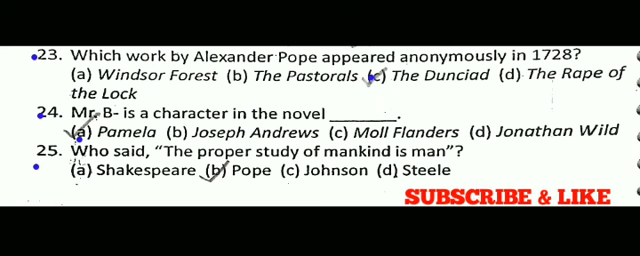 23. Which work by Alexander Pope appeared anonymously in 1728?
(a) Windsor Forest (b) The Pastorals (c) The Dunciad (d) The Rape of
the Lock
24. Mr. B- is a character in the novel ________.
(a) Pamela (b) Joseph Andrews (c) Moll Flanders (d) Jonathan Wild
25. Who said, “The proper study of mankind is man”?
(a) Shakespeare (b) Pope (c) Johnson (d) Steele
SUBSCRIBE & LIKE